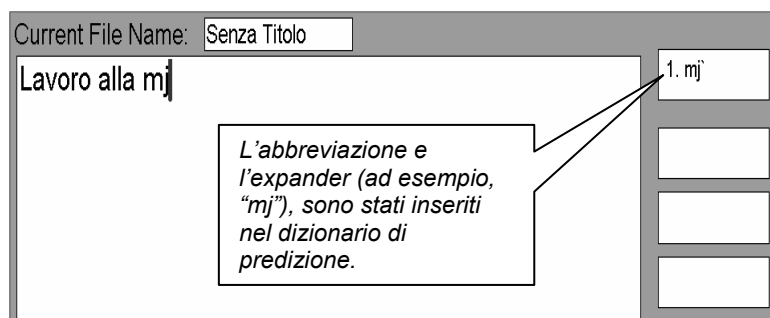 Current File Name: Senza Titolo
Lavoro alla mj
1. mj`
L’abbreviazione e
l’expander (ad esempio,
“mj”), sono stati inseriti
nel dizionario di
predizione.